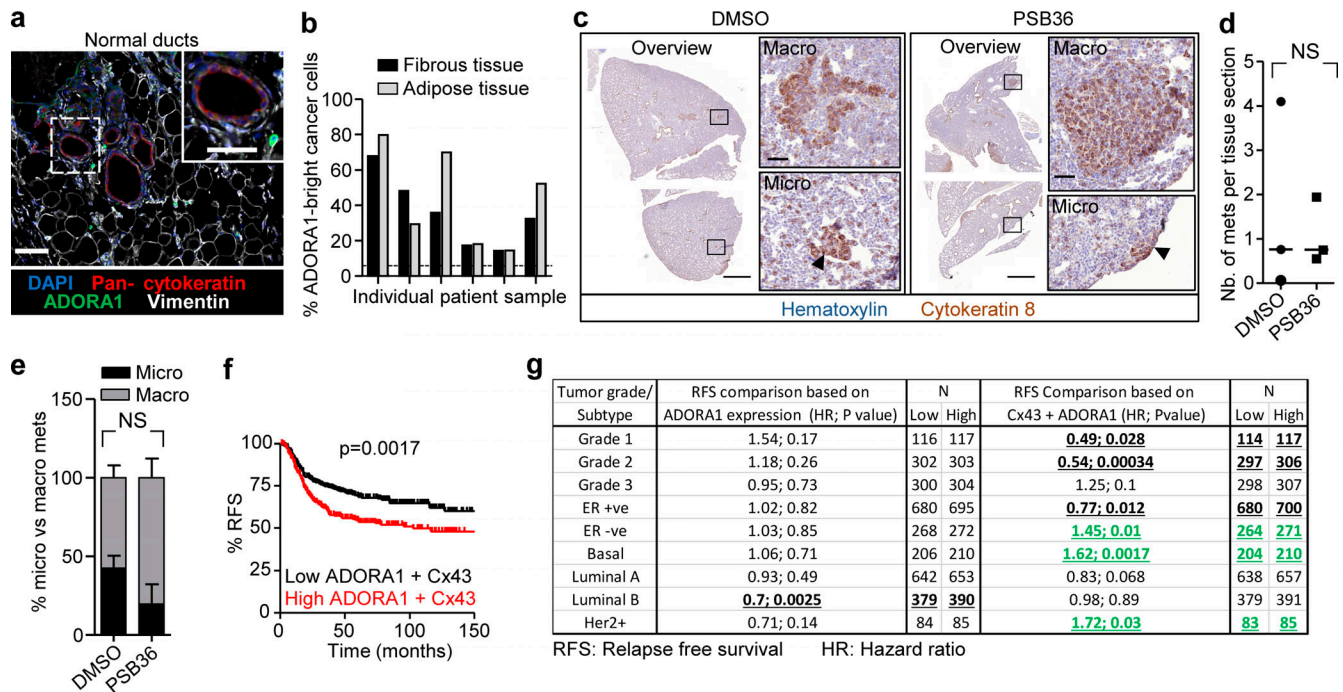 a
Normal ducts
DAPI Pan- cytokeratin
ADORA1 Vimentin
b
Fibrous tissue
Adipose tissue
% ADORA1-bright cancer cells
100
80
60
40
20
0
Individual patient sample
c
DMSO PSB36
Overview Macro Overview Macro
Micro Micro
Hematoxylin Cytokeratin 8
d
NS
Nb. of mets per tissue section
5
4
3
2
1
0
DMSO
PSB36
e
Micro
Macro
NS
% micro vs macro mets
150
100
50
0
DMSO
PSB36
f
p=0.0017
% RFS
100
75
50
25
0
Low ADORA1 + Cx43
High ADORA1 + Cx43
0 50 100 150
Time (months)
g
Tumor grade/ RFS comparison based on N RFS Comparison based on N
Subtype ADORA1 expression (HR; P value) Low High Cx43 + ADORA1 (HR; Pvalue) Low High
Grade 1 1.54; 0.17 116 117 0.49; 0.028 114 117
Grade 2 1.18; 0.26 302 303 0.54; 0.00034 297 306
Grade 3 0.95; 0.73 300 304 1.25; 0.1 298 307
ER +ve 1.02; 0.82 680 695 0.77; 0.012 680 700
ER -ve 1.03; 0.85 268 272 1.45; 0.01 264 271
Basal 1.06; 0.71 206 210 1.62; 0.0017 204 210
Luminal A 0.93; 0.49 642 653 0.83; 0.068 638 657
Luminal B 0.7; 0.0025 379 390 0.98; 0.89 379 391
Her2+ 0.71; 0.14 84 85 1.72; 0.03 83 85
RFS: Relapse free survival HR: Hazard ratio